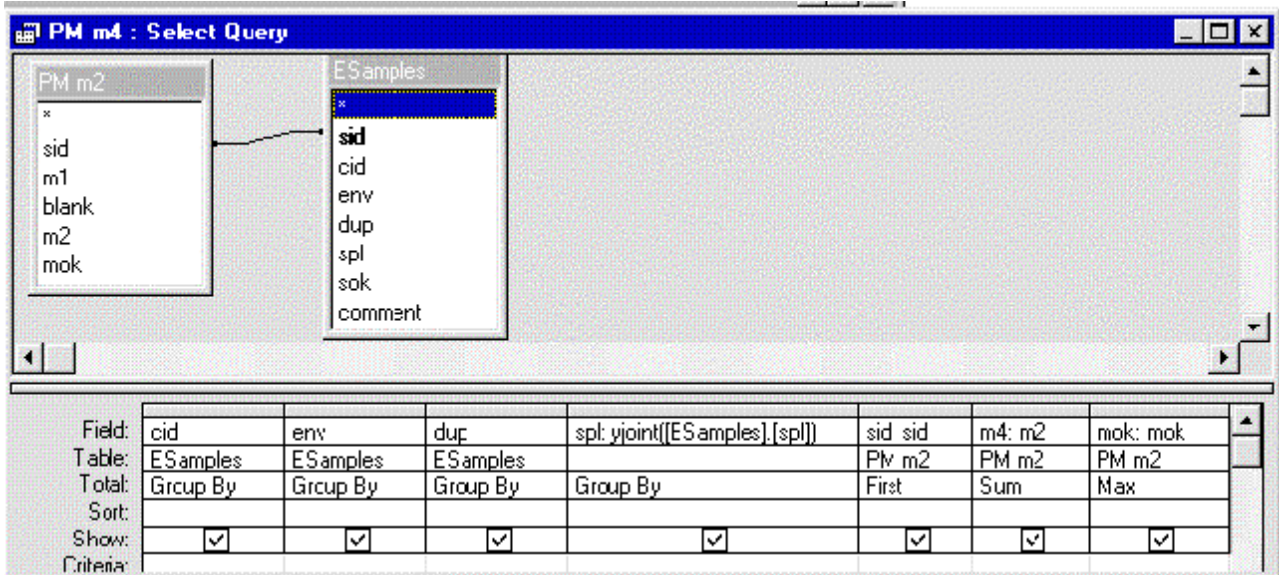 PM m4 : Select Query
PM m2
*
sid
m1
blank
m2
mok
ESamples
*
sid
cid
env
dup
spl
sok
comment
Field: cid env dup spl: yjoint([ESamples].[spl]) sid sid m4: m2 mok: mok
Table: ESamples ESamples ESamples PM m2 PM m2 PM m2
Total: Group By Group By Group By Group By First Sum Max
Sort:
Show:
Criteria: